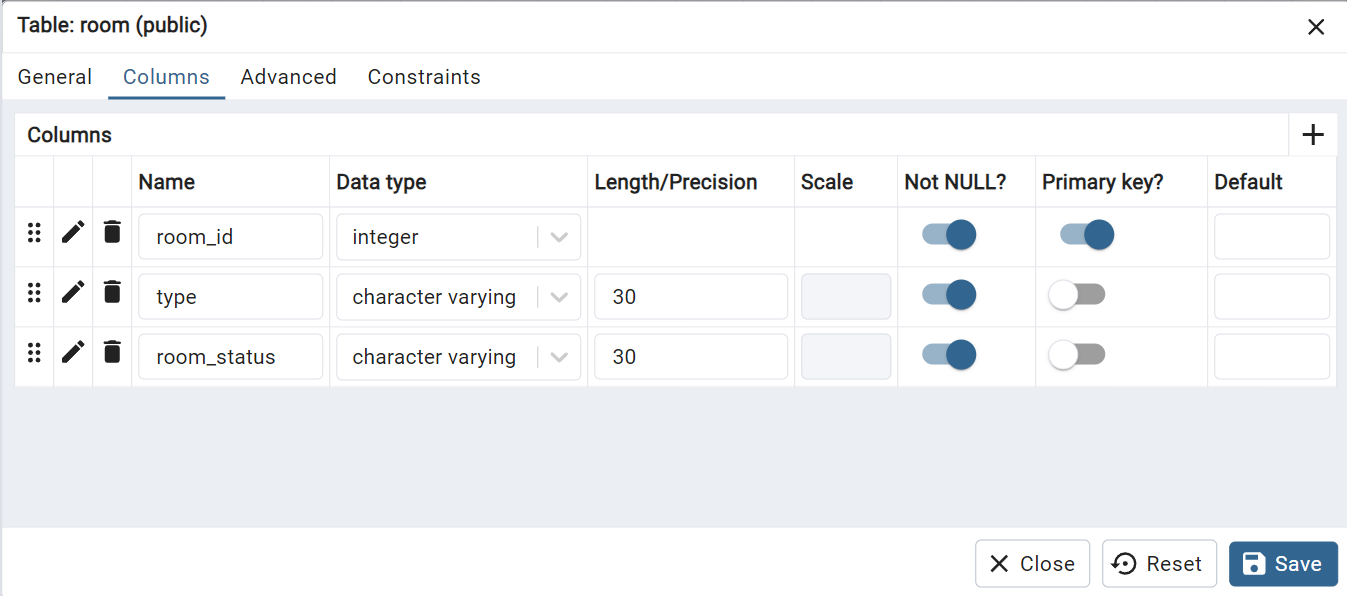 Table: room (public)
General Columns Advanced Constraints
Columns
Name Data type Length/Precision Scale Not NULL? Primary key? Default
room_id integer
type character varying 30
room_status character varying 30
Close Reset Save